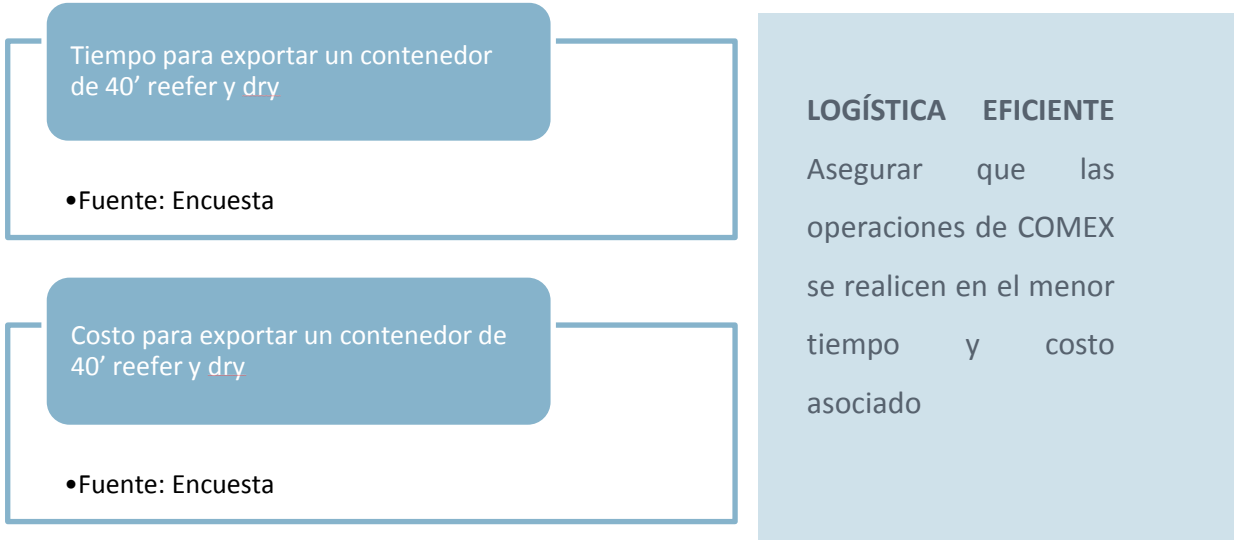 Tiempo para exportar un contenedor
de 40’ reefer y dry
•Fuente: Encuesta
Costo para exportar un contenedor de
40’ reefer y dry
•Fuente: Encuesta
LOGÍSTICA EFICIENTE
Asegurar que las
operaciones de COMEX
se realicen en el menor
tiempo y costo
asociado